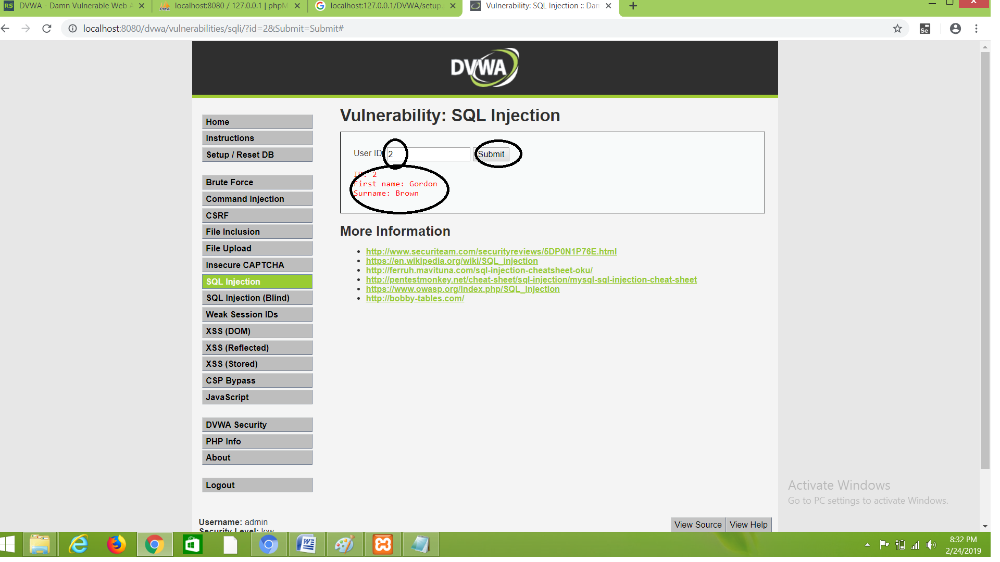 RS DVWA - Damn Vulnerable Web A
PMA localhost:8080 / 127.0.0.1 | phpM
localhost:127.0.0.1/DVWA/setup.
Vulnerability: SQL Injection :: Dam
localhost:8080/dvwa/vulnerabilities/sqli/?id=2&Submit=Submit#
Se
DVWA
Home
Instructions
Setup / Reset DB
Brute Force
Command Injection
CSRF
File Inclusion
File Upload
Insecure CAPTCHA
SQL Injection
SQL Injection (Blind)
Weak Session IDs
XSS (DOM)
XSS (Reflected)
XSS (Stored)
CSP Bypass
JavaScript
DVWA Security
PHP Info
About
Logout
Username: admin
Security Level: low
Vulnerability: SQL Injection
User ID: 2 Submit
ID: 2
First name: Gordon
Surname: Brown
More Information
http://www.securiteam.com/securityreviews/5DP0N1P76E.html
https://en.wikipedia.org/wiki/SQL_injection
http://ferruh.mavituna.com/sql-injection-cheatsheet-oku/
http://pentestmonkey.net/cheat-sheet/sql-injection/mysql-sql-injection-cheat-sheet
https://www.owasp.org/index.php/SQL_Injection
http://bobby-tables.com/
View Source View Help
Activate Windows
Go to PC settings to activate Windows.
8:32 PM
2/24/2019